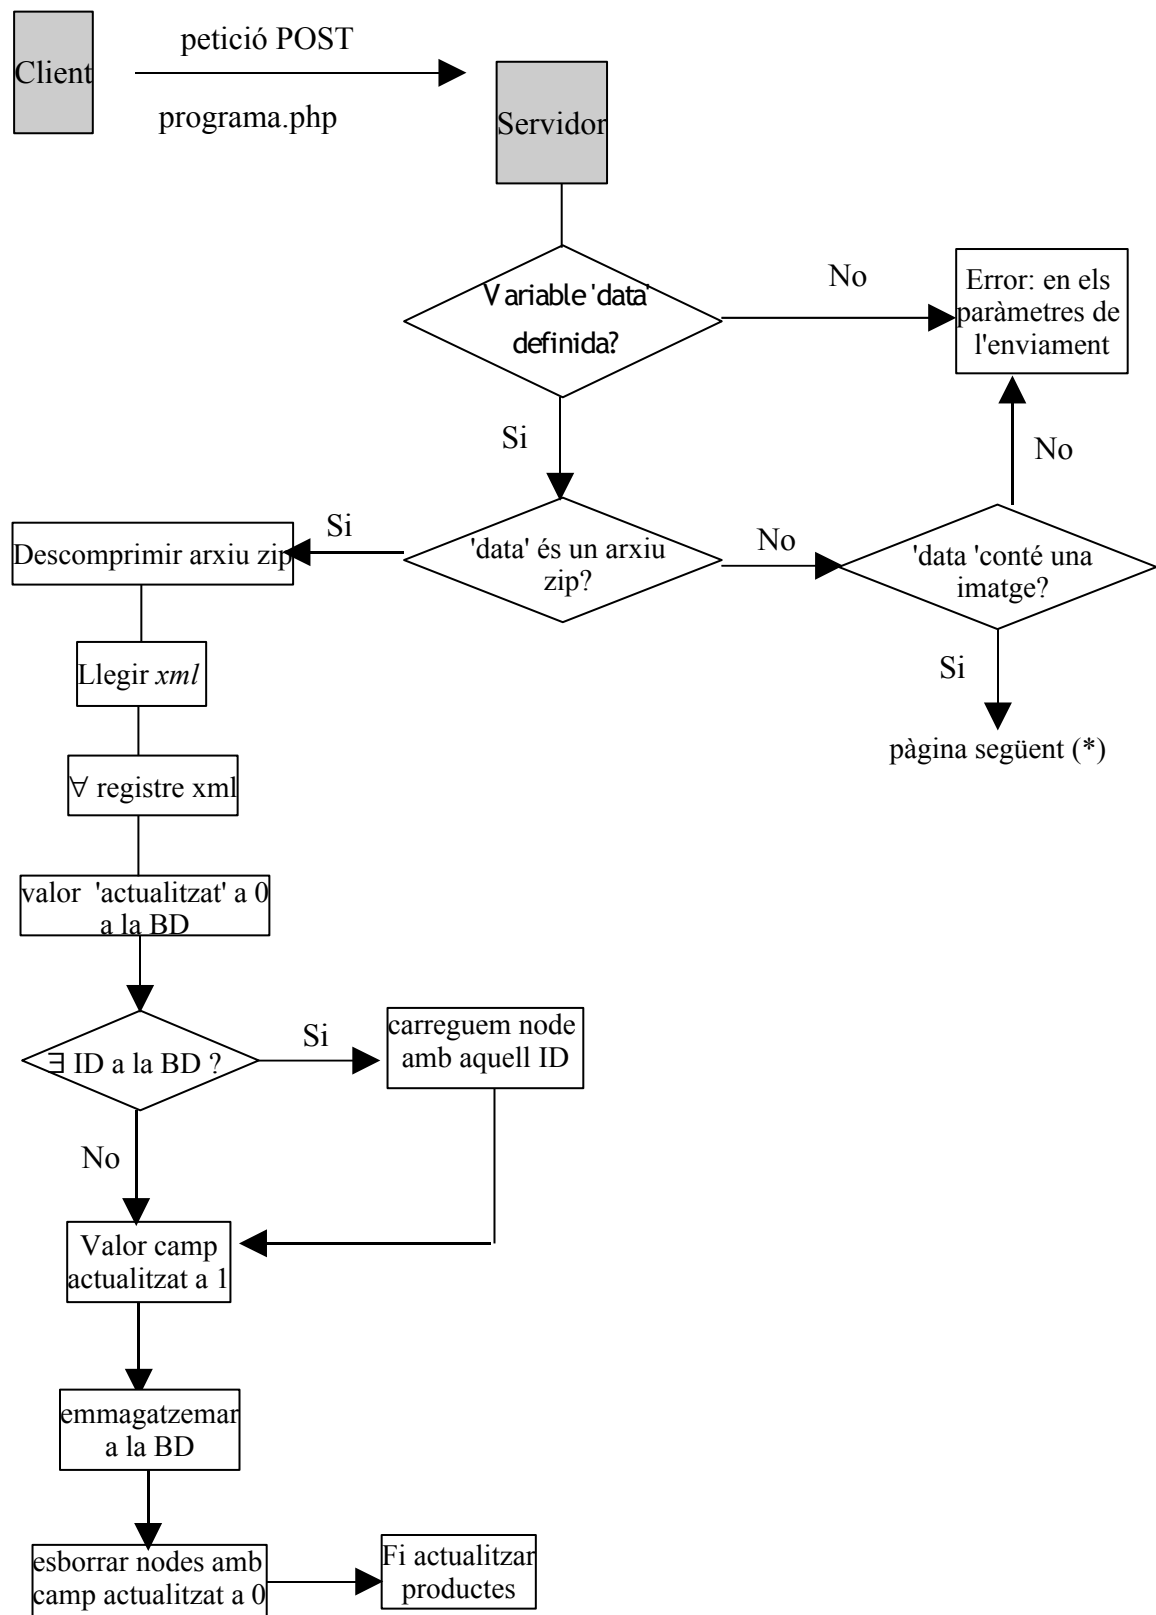 petició POST
Client
programa.php
Servidor
Variable 'data'
definida?
No
Error: en els
paràmetres de
l'enviament
Si
No
Si
'data' és un arxiu
zip?
No
'data 'conté una
imatge?
Descomprimir arxiu zip
Si
pàgina següent (*)
Llegir xml
∀ registre xml
valor 'actualitzat' a 0
a la BD
∃ ID a la BD ?
Si
carreguem node
amb aquell ID
No
Valor camp
actualitzat a 1
emmagatzemar
a la BD
esborrar nodes amb
camp actualitzat a 0
Fi actualitzar
productes